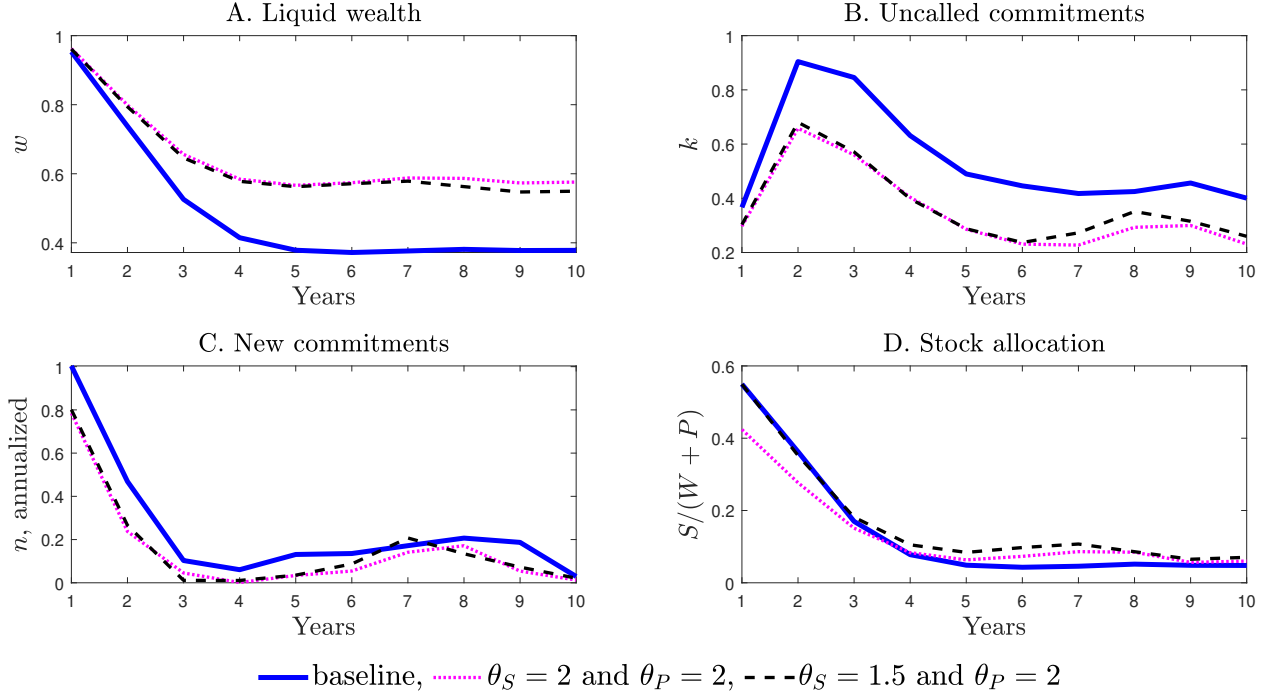 A. Liquid wealth
1
0.8
0.6
0.4
w
1 2 3 4 5 6 7 8 9 10
Years
B. Uncalled commitments
1
0.8
0.6
0.4
0.2
k
1 2 3 4 5 6 7 8 9 10
Years
C. New commitments
1
0.8
0.6
0.4
0.2
0
n, annualized
1 2 3 4 5 6 7 8 9 10
Years
D. Stock allocation
0.6
0.4
0.2
0
S/(W + P)
1 2 3 4 5 6 7 8 9 10
Years
baseline, θ_S = 2 and θ_P = 2, θ_S = 1.5 and θ_P = 2